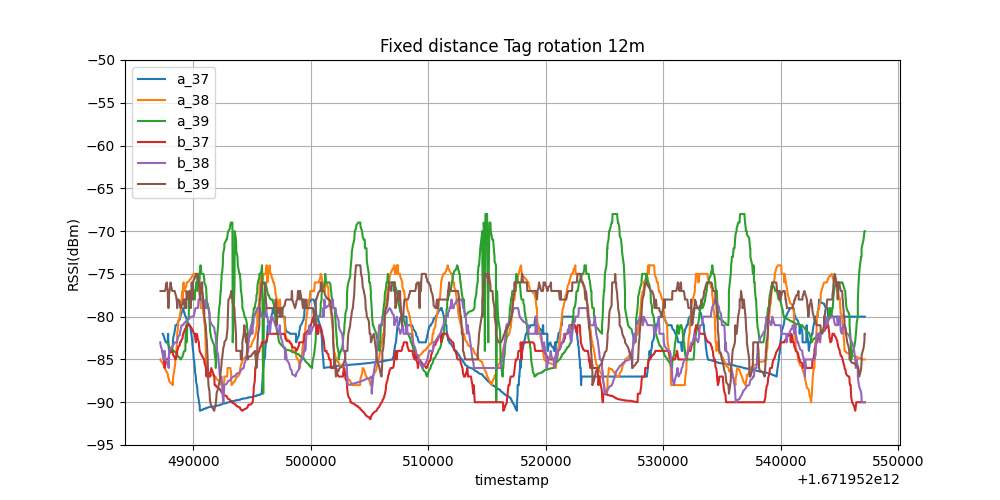 Fixed distance Tag rotation 12m
−50
−55
−60
−65
−70
−75
−80
−85
−90
−95
RSSI(dBm)
a_37
a_38
a_39
b_37
b_38
b_39
490000 500000 510000 520000 530000 540000 550000
timestamp
+1.671952e12